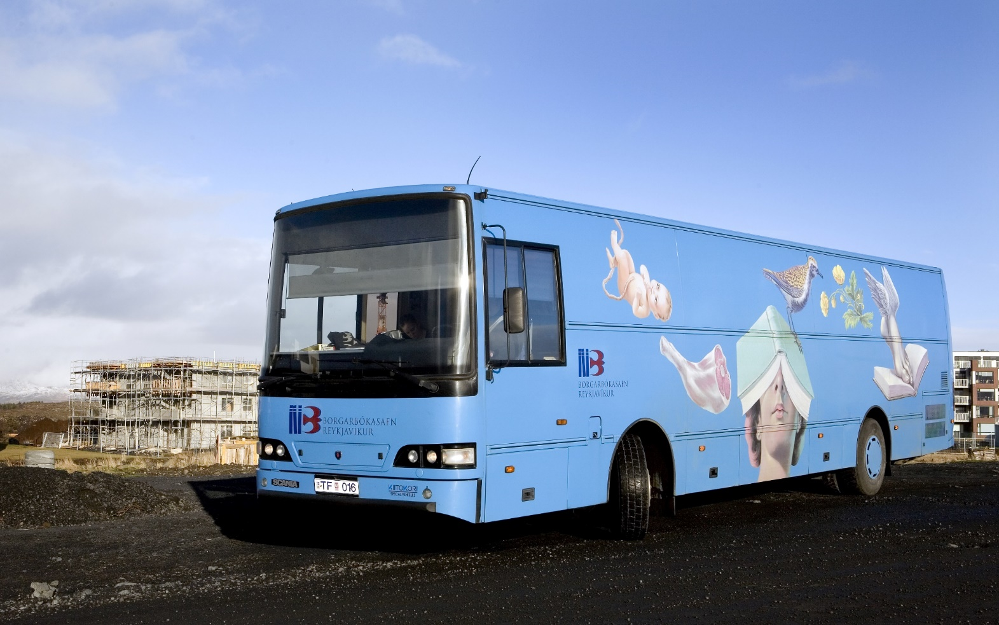 BORGARBÓKASAFN
REYKJAVÍKUR
BORGARBÓKASAFN
REYKJAVÍKUR
SCANIA
TF 016
KIITOKORI
SPECIAL VEHICLES